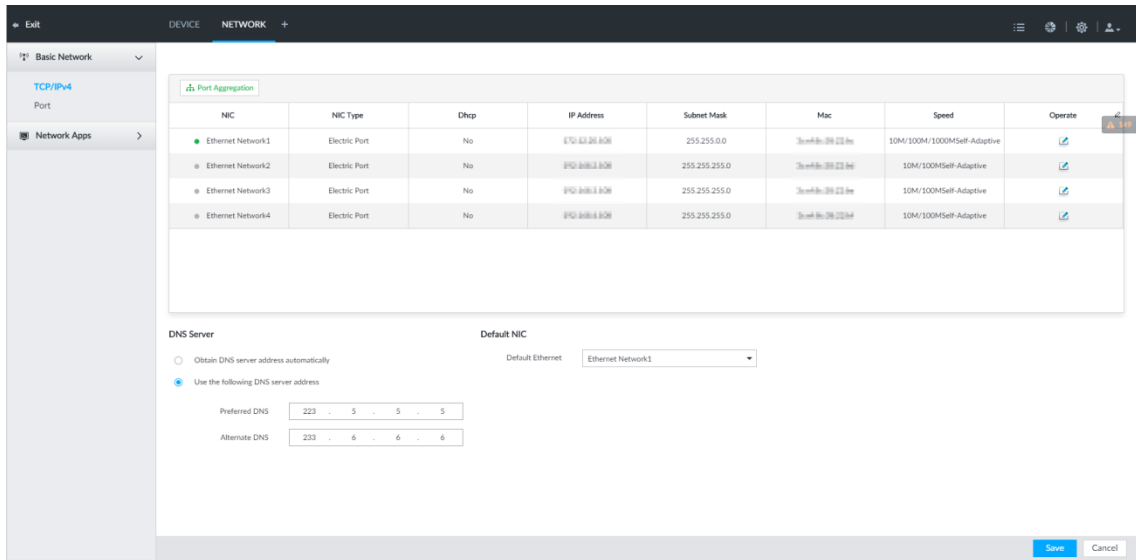 Exit DEVICE NETWORK +
Basic Network
TCP/IPv4
Port
Network Apps
Port Aggregation
NIC NIC Type Dhcp IP Address Subnet Mask Mac Speed Operate
Ethernet Network1 Electric Port No 255.255.0.0 10M/100M/1000MSelf-Adaptive
Ethernet Network2 Electric Port No 255.255.255.0 10M/100MSelf-Adaptive
Ethernet Network3 Electric Port No 255.255.255.0 10M/100MSelf-Adaptive
Ethernet Network4 Electric Port No 255.255.255.0 10M/100MSelf-Adaptive
DNS Server Default NIC
Obtain DNS server address automatically Default Ethernet Ethernet Network1
Use the following DNS server address
Preferred DNS 223 . 5 . 5 . 5
Alternate DNS 233 . 6 . 6 . 6
Save Cancel